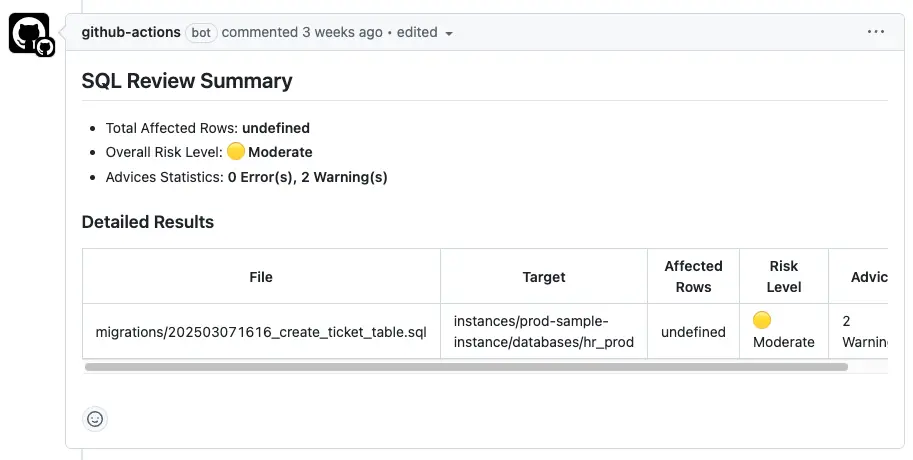 github-actions bot commented 3 weeks ago • edited
SQL Review Summary
Total Affected Rows: undefined
Overall Risk Level: 🟡 Moderate
Advices Statistics: 0 Error(s), 2 Warning(s)
Detailed Results
File
Target
Affected
Rows
Risk
Level
Advic
migrations/202503071616_create_ticket_table.sql
instances/prod-sample-
instance/databases/hr_prod
undefined
🟡
Moderate
2
Warnin